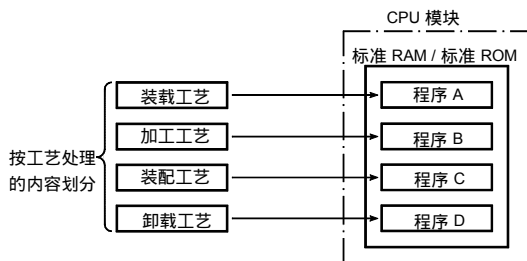 CPU 模块
标准 RAM / 标准 ROM
装载工艺
程序 A
加工工艺
程序 B
按工艺处理
的内容划分
装配工艺
程序 C
卸载工艺
程序 D